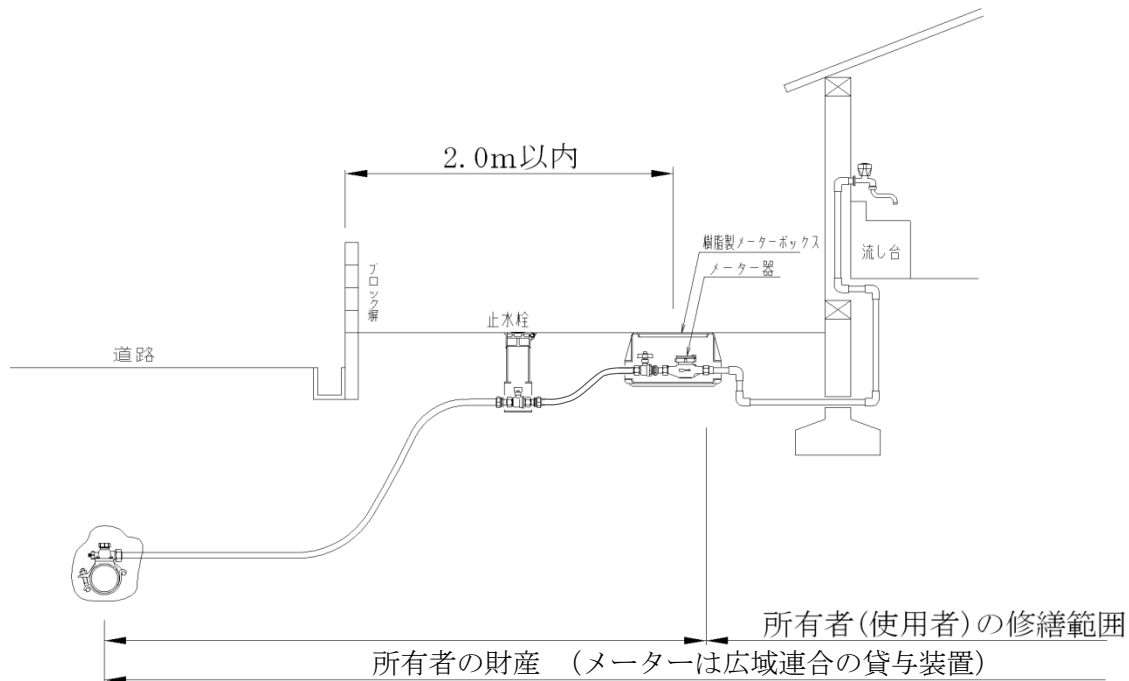 2.0m以内
樹脂製メーターボックス
メーター器
流し台
ブロック塀
止水栓
道路
所有者(使用者)の修繕範囲
所有者の財産 (メーターは広域連合の貸与装置)